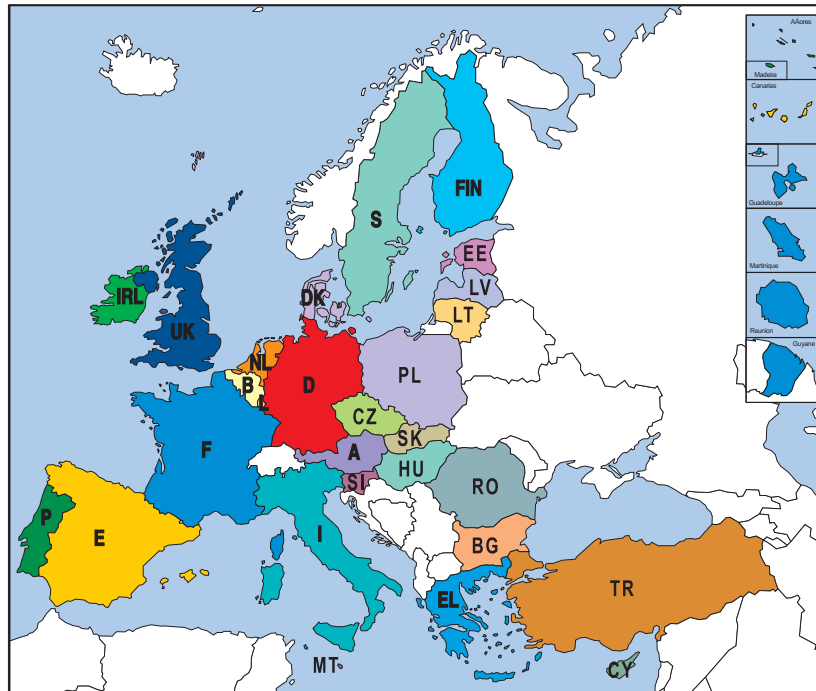 AÄores
Madeira
Canarias
FIN
S
Guadeloupe
EE
Martinique
IRL
DK
LV
Reunion
LT
UK
Guyane
NL
B
D
PL
L
CZ
F
A
SK
HU
SI
RO
P
E
I
BG
EL
TR
MT
CY